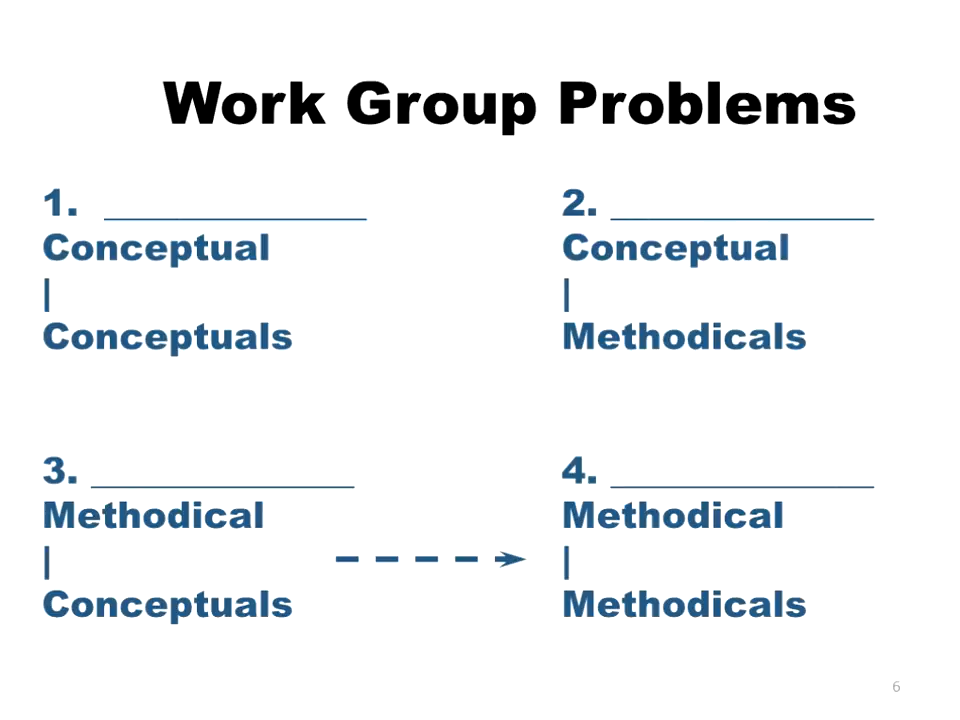 Work Group Problems
1. ______________
Conceptual
|
Conceptuals
2. ______________
Conceptual
|
Methodicals
3. ______________
Methodical
|
Conceptuals
4. ______________
Methodical
|
Methodicals
6